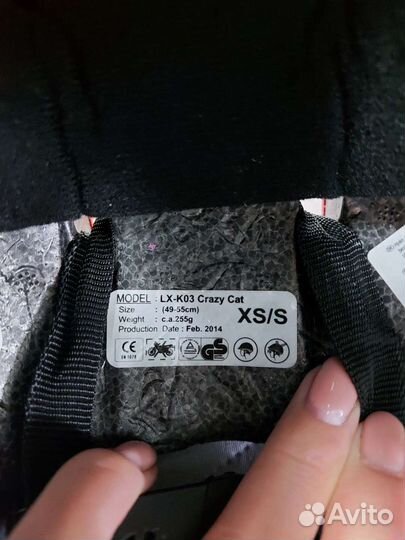 MODEL : LX-K03 Crazy Cat
Size : (49-55cm)
Weight : c.a.255g
Production Date : Feb. 2014
XS/S
CE
EN 1078
GS
Avito